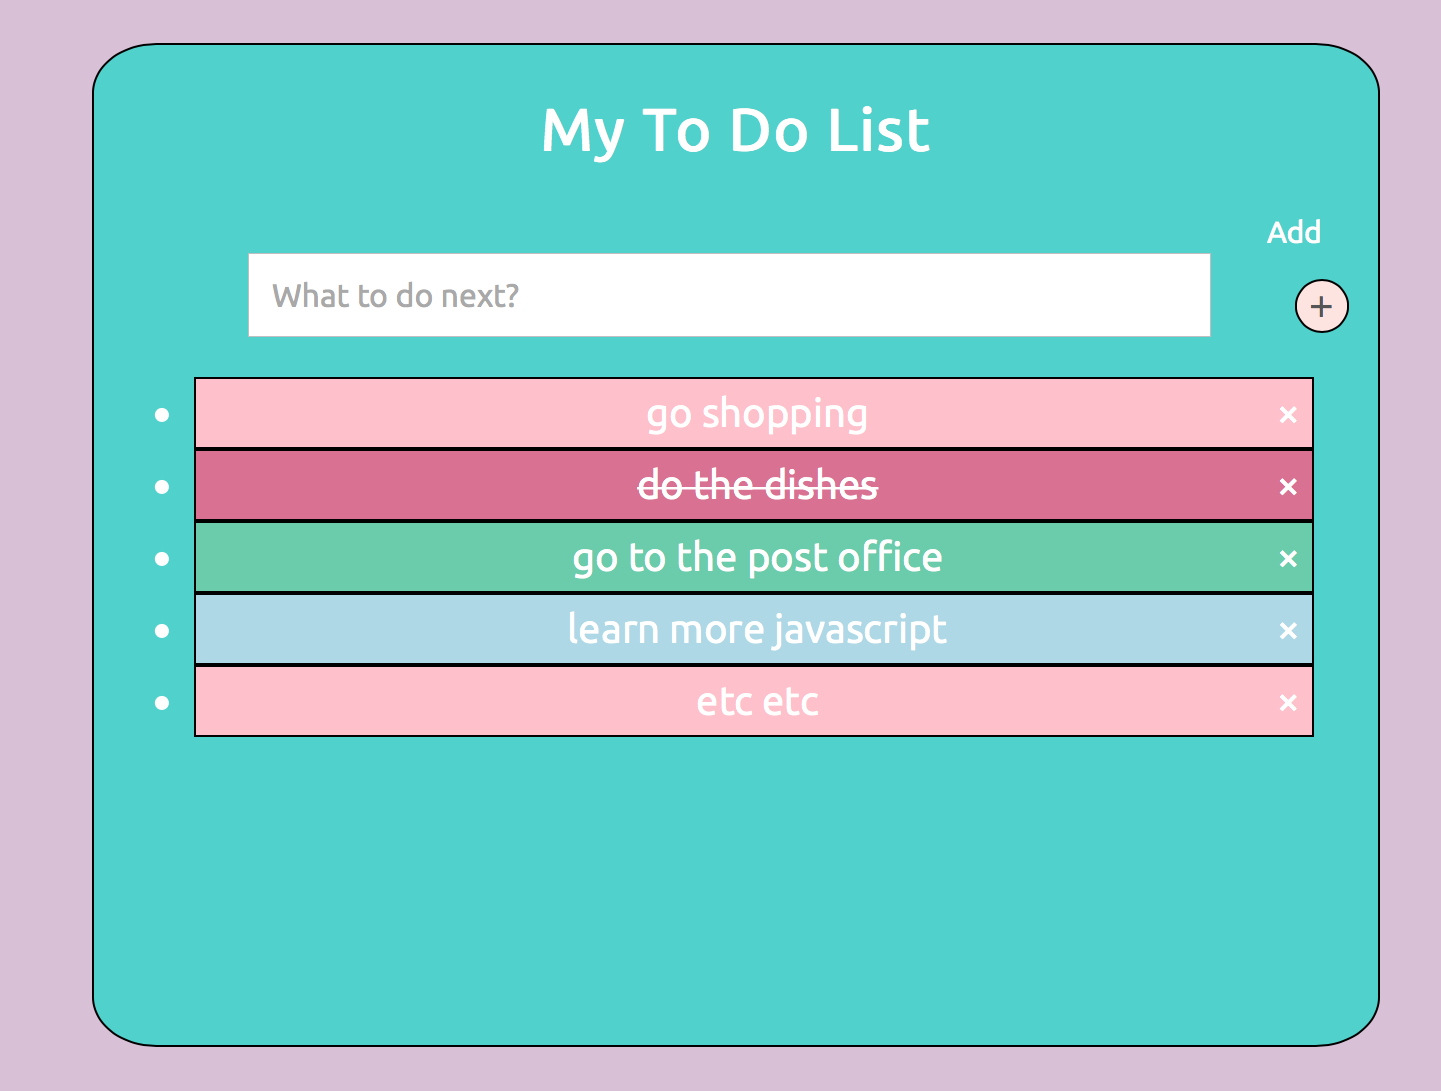 My To Do List
Add
What to do next?
+
go shopping ×
do the dishes ×
go to the post office ×
learn more javascript ×
etc etc ×